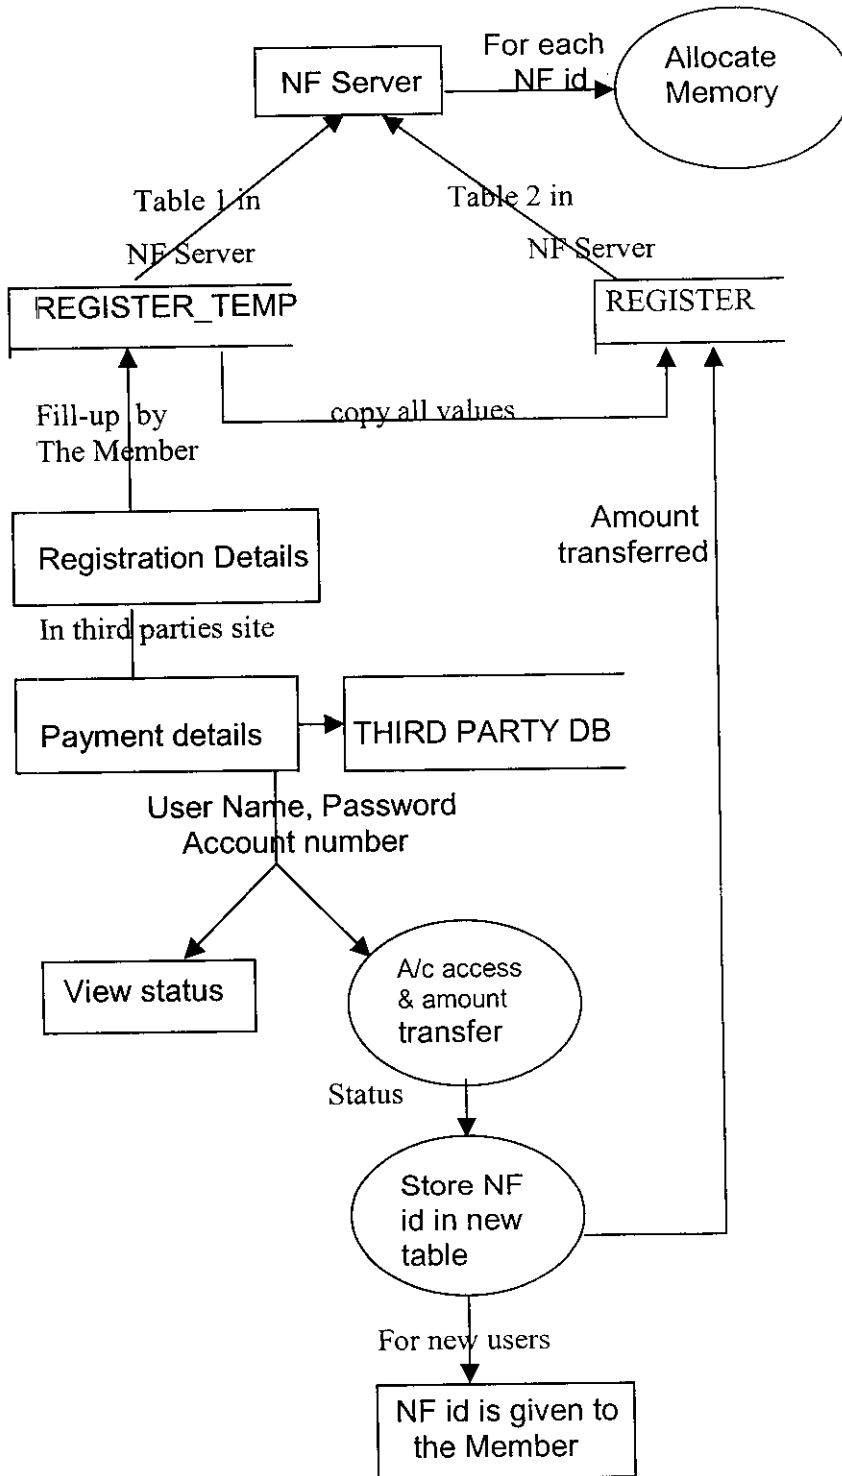 For each
NF id
NF Server
Allocate
Memory
Table 1 in
NF Server
Table 2 in
NF Server
REGISTER_TEMP
REGISTER
Fill-up by
The Member
copy all values
Registration Details
Amount
transferred
In third parties site
Payment details
THIRD PARTY DB
User Name, Password
Account number
View status
A/c access
& amount
transfer
Status
Store NF
id in new
table
For new users
NF id is given to
the Member